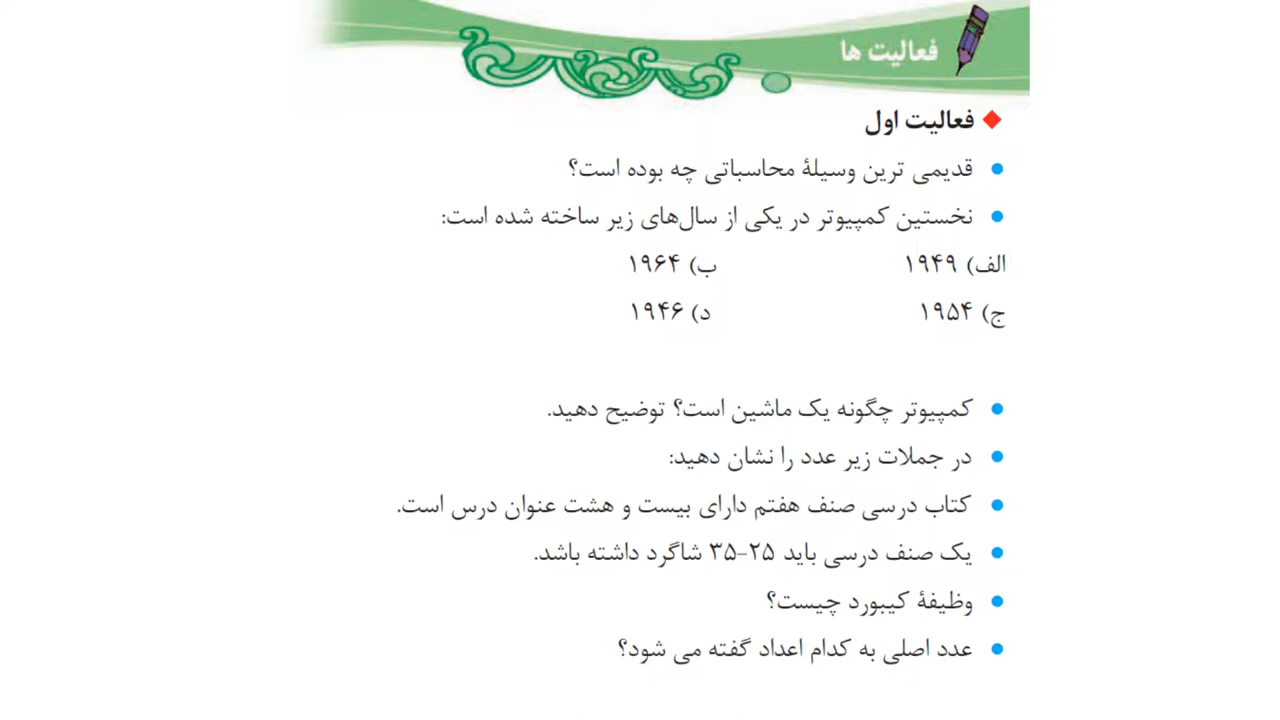 فعالیت ها
فعالیت اول
قدیمی ترین وسیلۀ محاسباتی چه بوده است؟
نخستین کمپیوتر در یکی از سال‌های زیر ساخته شده است:
الف) ۱۹۴۹ ب) ۱۹۶۴
ج) ۱۹۵۴ د) ۱۹۴۶
کمپیوتر چگونه یک ماشین است؟ توضیح دهید.
در جملات زیر عدد را نشان دهید:
کتاب درسی صنف هفتم دارای بیست و هشت عنوان درس است.
یک صنف درسی باید ۲۵-۳۵ شاگرد داشته باشد.
وظیفۀ کیبورد چیست؟
عدد اصلی به کدام اعداد گفته می شود؟